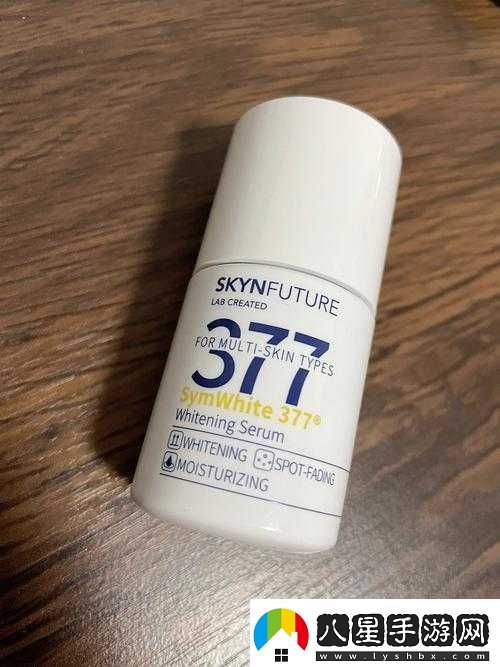 SKYNFUTURE
LAB CREATED
377
FOR MULTI-SKIN TYPES
SymWhite 377®
Whitening Serum
WHITENING SPOT-FADING
MOISTURIZING
八星手游网
www.lyshbx.com